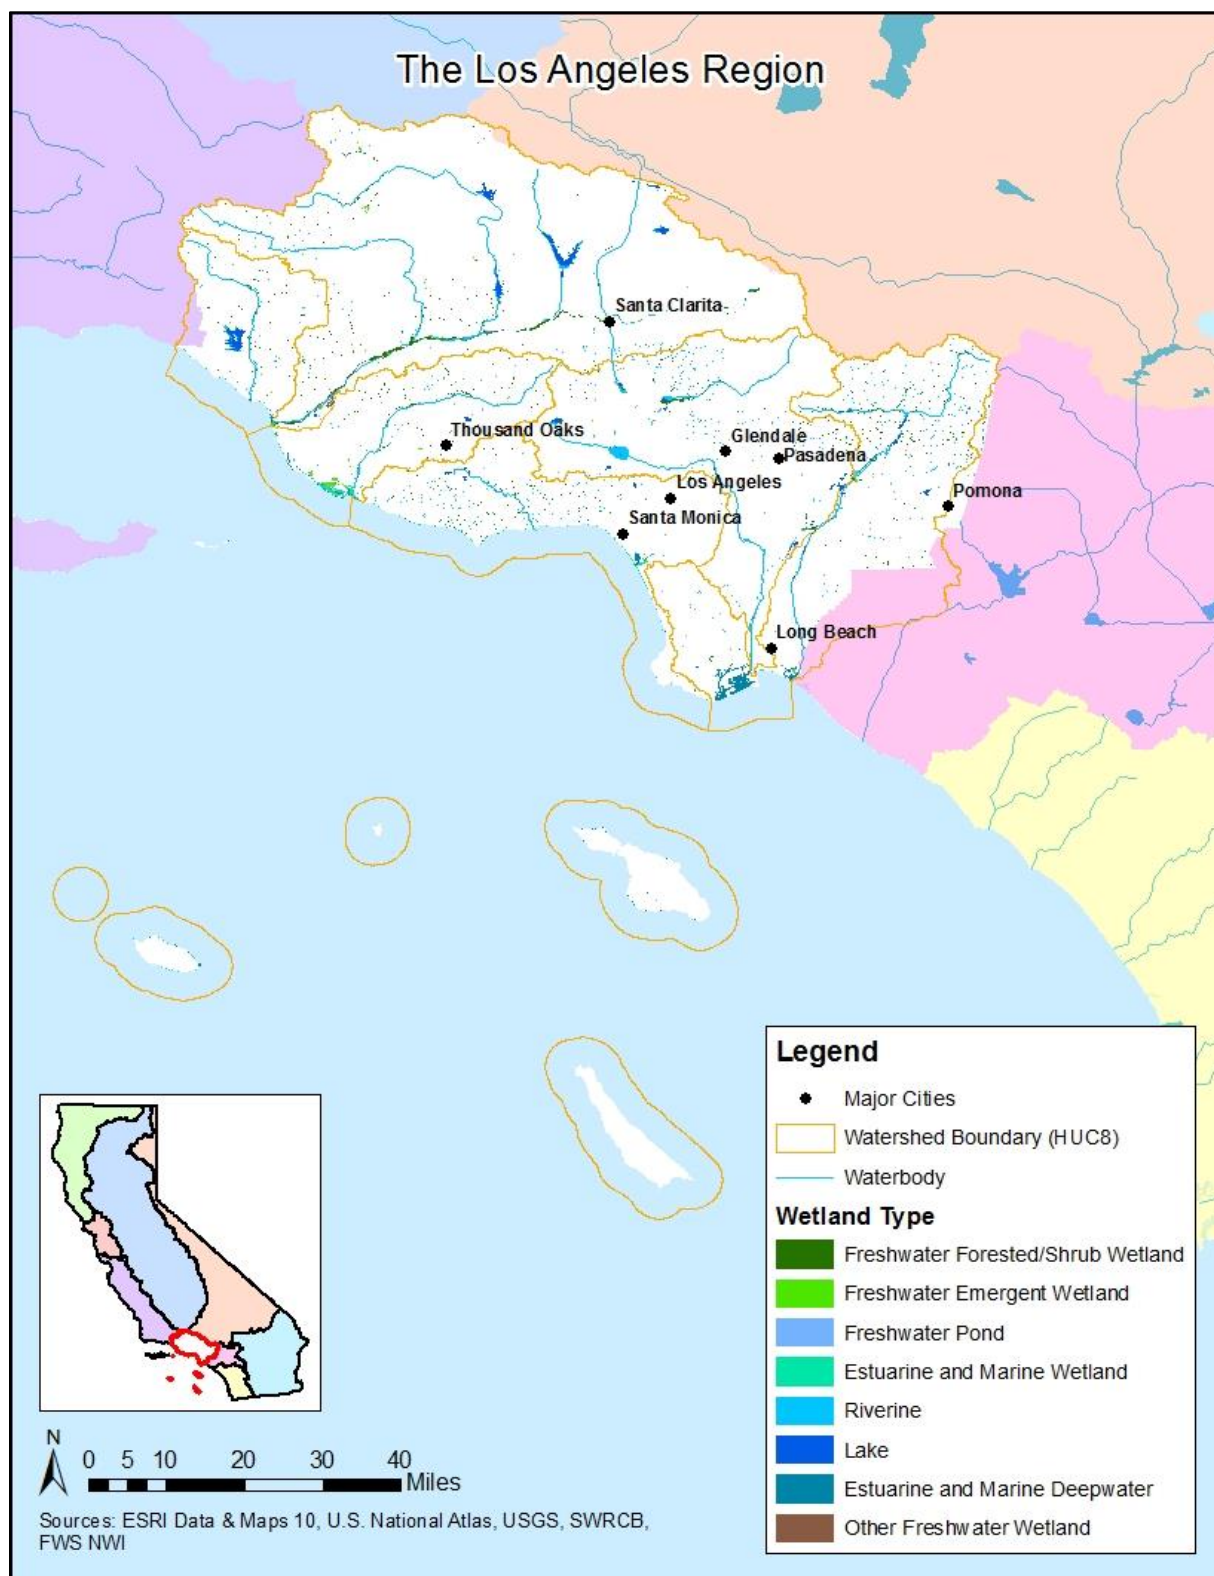 The Los Angeles Region
Santa Clarita
Thousand Oaks
Glendale
Pasadena
Los Angeles
Pomona
Santa Monica
Long Beach
Legend
Major Cities
Watershed Boundary (HUC8)
Waterbody
Wetland Type
Freshwater Forested/Shrub Wetland
Freshwater Emergent Wetland
Freshwater Pond
Estuarine and Marine Wetland
Riverine
Lake
Estuarine and Marine Deepwater
Other Freshwater Wetland
N
0 5 10 20 30 40
Miles
Sources: ESRI Data & Maps 10, U.S. National Atlas, USGS, SWRCB,
FWS NWI